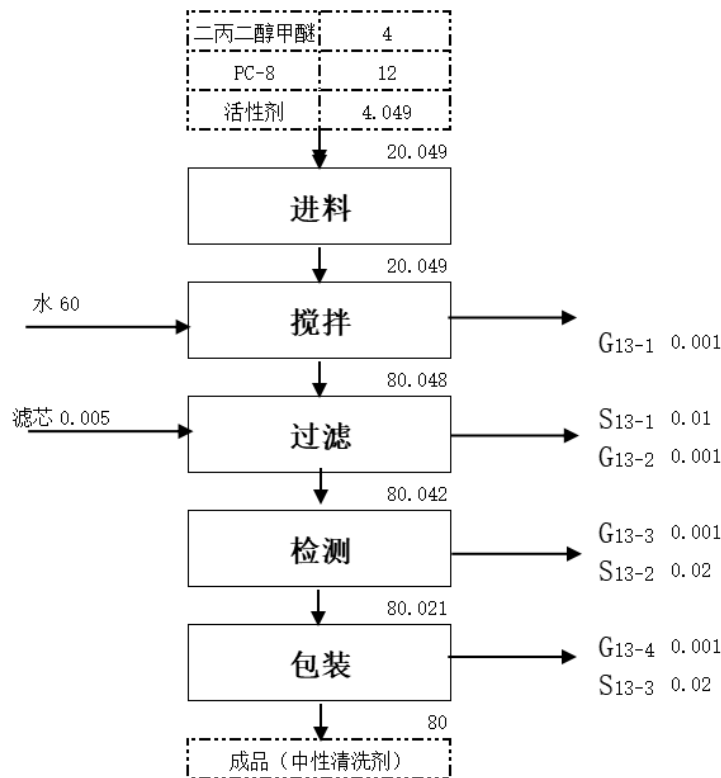 二丙二醇甲醚 4
PC-8 12
活性剂 4.049
20.049
进料
20.049
水 60
搅拌
G13-1 0.001
80.048
滤芯 0.005
过滤
S13-1 0.01
G13-2 0.001
80.042
检测
G13-3 0.001
S13-2 0.02
80.021
包装
G13-4 0.001
S13-3 0.02
80
成品（中性清洗剂）